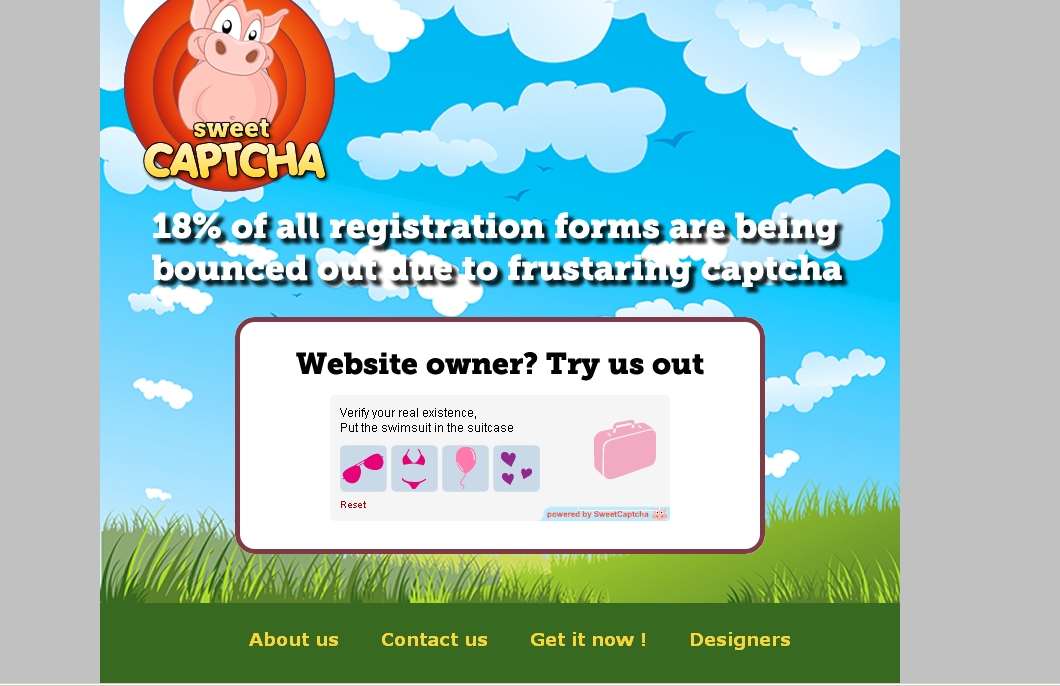 sweet
CAPTCHA
18% of all registration forms are being
bounced out due to frustaring captcha
Website owner? Try us out
Verify your real existence,
Put the swimsuit in the suitcase
Reset
powered by SweetCaptcha
About us Contact us Get it now ! Designers